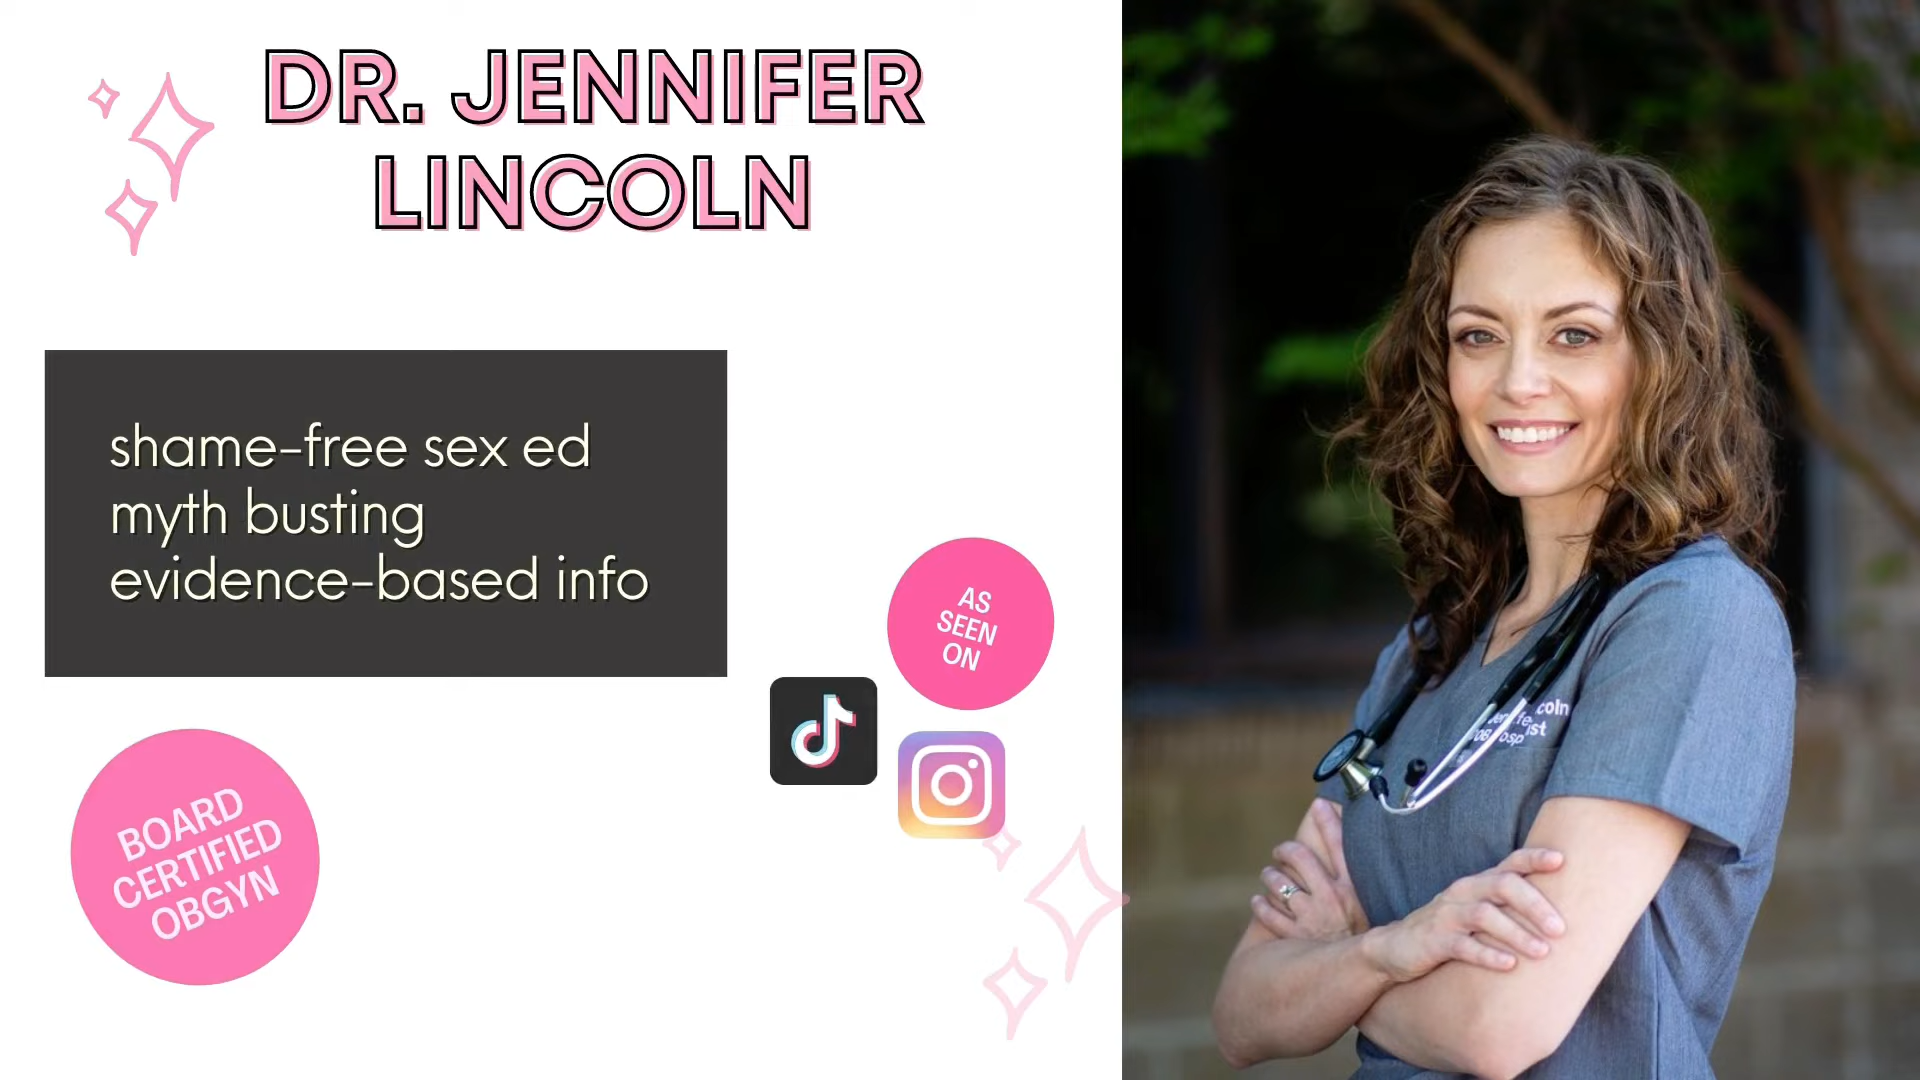 DR. JENNIFER
LINCOLN
shame-free sex ed
myth busting
evidence-based info
AS
SEEN
ON
BOARD
CERTIFIED
OBGYN